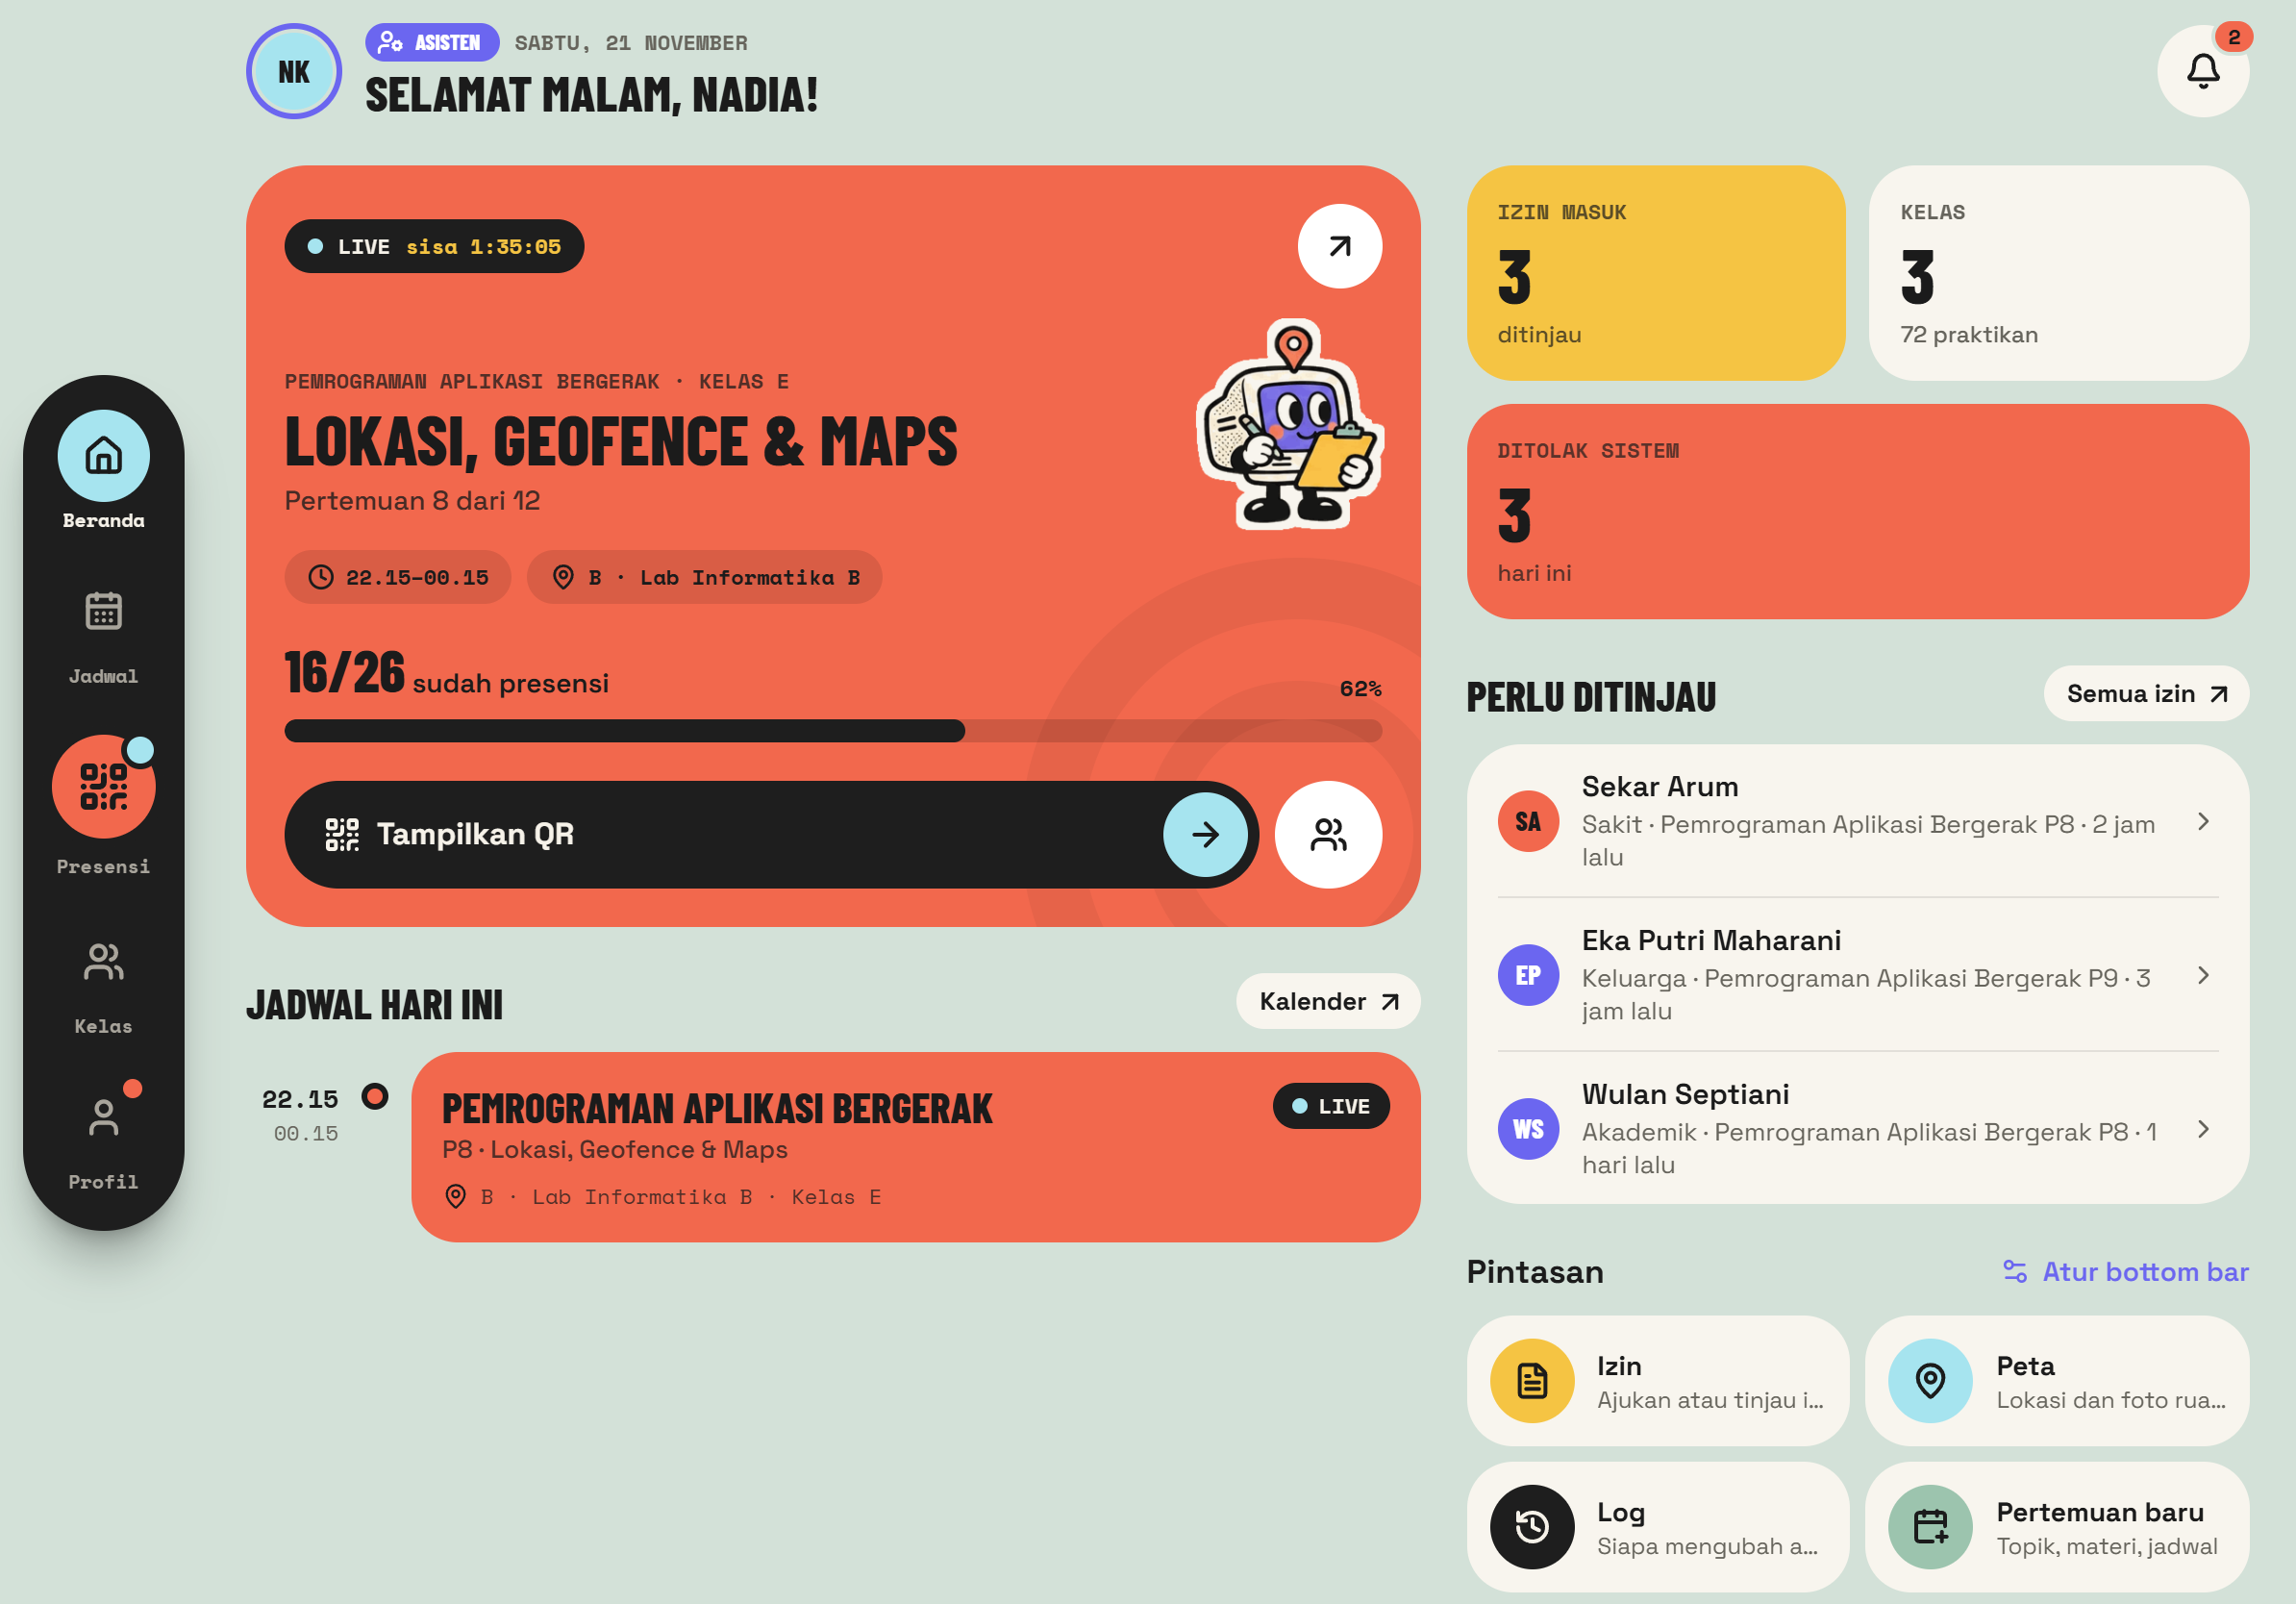 NK
ASISTEN
SABTU, 21 NOVEMBER
SELAMAT MALAM, NADIA!
2
Beranda
Jadwal
Presensi
Kelas
Profil
LIVE sisa 1:35:05
PEMROGRAMAN APLIKASI BERGERAK · KELAS E
LOKASI, GEOFENCE & MAPS
Pertemuan 8 dari 12
22.15–00.15
B · Lab Informatika B
16/26 sudah presensi
62%
Tampilkan QR
JADWAL HARI INI
Kalender
22.15
00.15
PEMROGRAMAN APLIKASI BERGERAK
LIVE
P8 · Lokasi, Geofence & Maps
B · Lab Informatika B · Kelas E
IZIN MASUK
3
ditinjau
KELAS
3
72 praktikan
DITOLAK SISTEM
3
hari ini
PERLU DITINJAU
Semua izin
SA
Sekar Arum
Sakit · Pemrograman Aplikasi Bergerak P8 · 2 jam
lalu
EP
Eka Putri Maharani
Keluarga · Pemrograman Aplikasi Bergerak P9 · 3
jam lalu
WS
Wulan Septiani
Akademik · Pemrograman Aplikasi Bergerak P8 · 1
hari lalu
Pintasan
Atur bottom bar
Izin
Ajukan atau tinjau i...
Peta
Lokasi dan foto rua...
Log
Siapa mengubah a...
Pertemuan baru
Topik, materi, jadwal